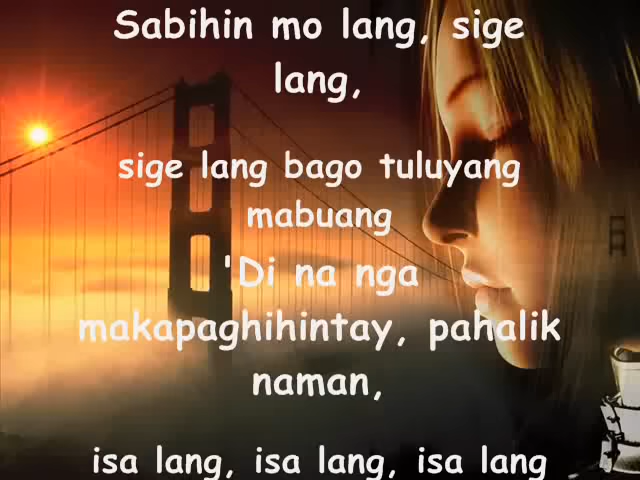 Sabihin mo lang, sige
lang,
sige lang bago tuluyang
mabuang
'Di na nga
makapaghihintay, pahalik
naman,
isa lang, isa lang, isa lang